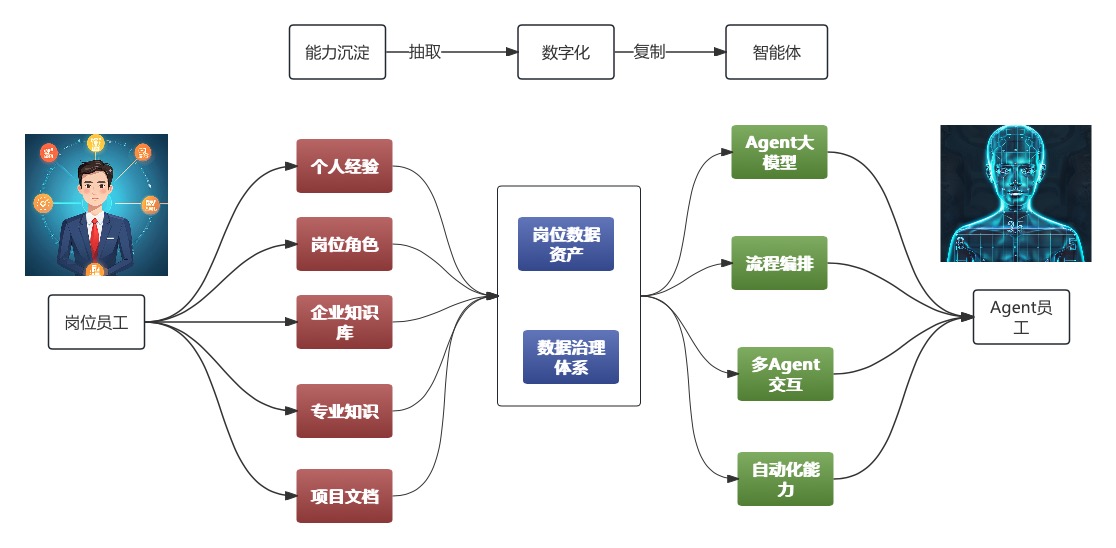 能力沉淀
抽取
数字化
复制
智能体
个人经验
岗位角色
企业知识
库
专业知识
项目文档
岗位员工
岗位数据
资产
数据治理
体系
Agent大
模型
流程编排
多Agent
交互
自动化能
力
Agent员
工